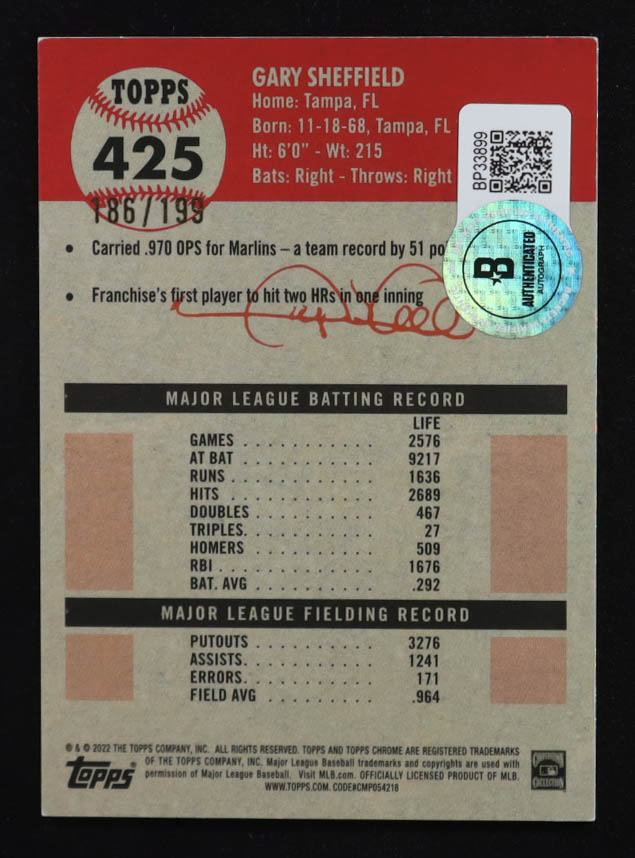 TOPPS
425
186/199
GARY SHEFFIELD
Home: Tampa, FL
Born: 11-18-68, Tampa, FL
Ht: 6'0" - Wt: 215
Bats: Right - Throws: Right
BP33899
B
AUTHENTICATED
AUTOGRAPH
• Carried .970 OPS for Marlins – a team record by 51 po
• Franchise's first player to hit two HRs in one inning
MAJOR LEAGUE BATTING RECORD
LIFE
GAMES . . . . . . . . . . 2576
AT BAT . . . . . . . . . . 9217
RUNS . . . . . . . . . . 1636
HITS . . . . . . . . . . 2689
DOUBLES . . . . . . . . 467
TRIPLES. . . . . . . . . . 27
HOMERS . . . . . . . . . 509
RBI . . . . . . . . . . . 1676
BAT. AVG . . . . . . . . .292
MAJOR LEAGUE FIELDING RECORD
PUTOUTS . . . . . . . . 3276
ASSISTS. . . . . . . . . 1241
ERRORS. . . . . . . . . . 171
FIELD AVG . . . . . . . . .964
® & © 2022 THE TOPPS COMPANY, INC. ALL RIGHTS RESERVED. TOPPS AND TOPPS CHROME ARE REGISTERED TRADEMARKS
OF THE TOPPS COMPANY, INC. Major League Baseball trademarks and copyrights are used with
permission of Major League Baseball. Visit MLB.com. OFFICIALLY LICENSED PRODUCT OF MLB.
WWW.TOPPS.COM. CODE#CMP054218
TOPPS
COOPERSTOWN
COLLECTION